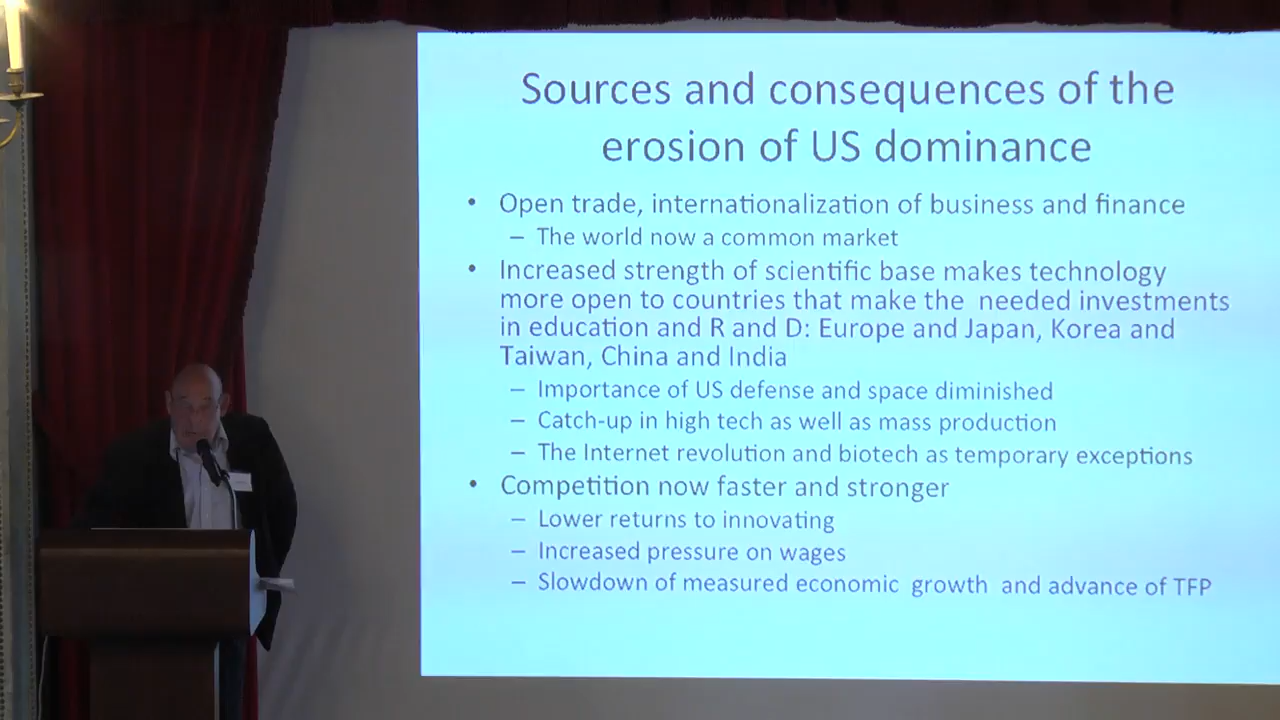 Sources and consequences of the
erosion of US dominance
• Open trade, internationalization of business and finance
– The world now a common market
• Increased strength of scientific base makes technology
more open to countries that make the needed investments
in education and R and D: Europe and Japan, Korea and
Taiwan, China and India
– Importance of US defense and space diminished
– Catch-up in high tech as well as mass production
– The Internet revolution and biotech as temporary exceptions
• Competition now faster and stronger
– Lower returns to innovating
– Increased pressure on wages
– Slowdown of measured economic growth and advance of TFP